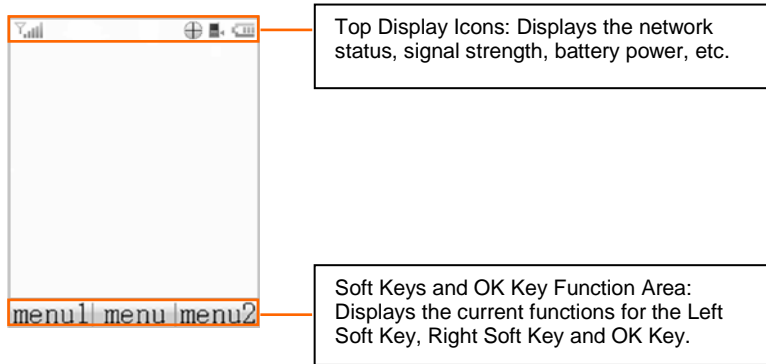 Top Display Icons: Displays the network
status, signal strength, battery power, etc.
menu1 menu menu2
Soft Keys and OK Key Function Area:
Displays the current functions for the Left
Soft Key, Right Soft Key and OK Key.